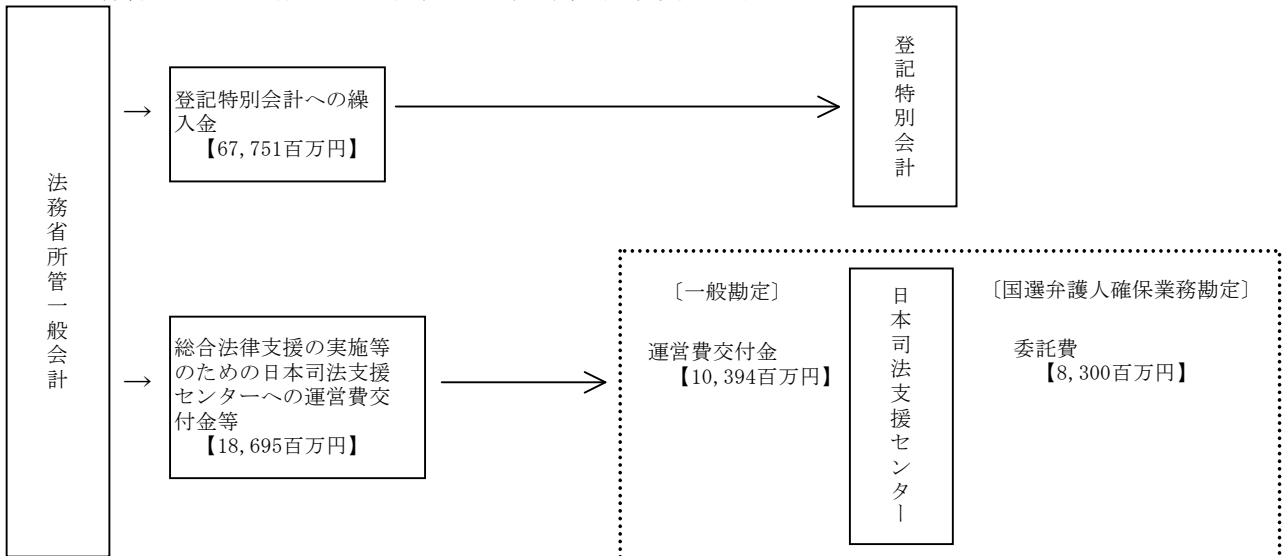 法務省所管一般会計
→
登記特別会計への繰
入金
【67,751百万円】
登記特別会計
→
総合法律支援の実施等
のための日本司法支援
センターへの運営費交
付金等
【18,695百万円】
〔一般勘定〕
運営費交付金
【10,394百万円】
日本司法支援センター
〔国選弁護人確保業務勘定〕
委託費
【8,300百万円】